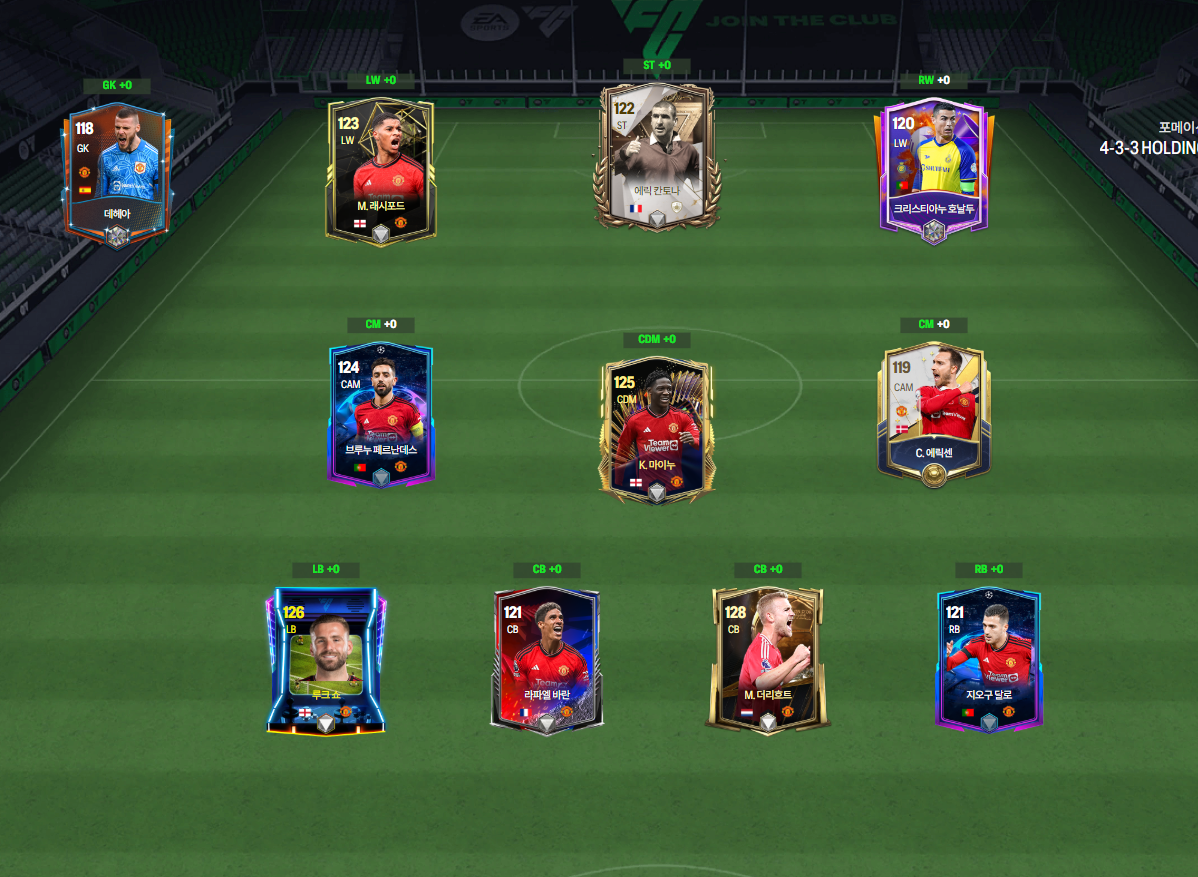 EA
SPORTS
FC
JOIN THE CLUB
GK +0
LW +0
ST +0
RW +0
118
GK
데헤아
123
LW
M. 래시포드
122
ST
에릭 칸토나
120
LW
크리스티아누 호날두
4-3-3 HOLDING
CM +0
CDM +0
CM +0
124
CAM
브루누 페르난데스
125
CDM
Team
Viewer
K. 마이누
119
CAM
C. 에릭센
LB +0
CB +0
CB +0
RB +0
126
LB
루크 쇼
121
CB
라파엘 바란
128
CB
M. 더리흐트
121
RB
지오구 달로